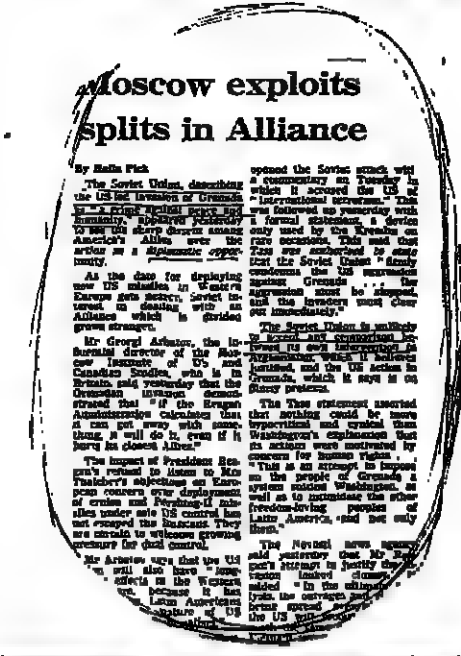 Moscow exploits
splits in Alliance
By Hella Pick
The Soviet Union, describing
the US-led invasion of Grenada
as "a crime against peace and
humanity," appeared yesterday
to see the sharp dissent among
America's Allies over the
action as a diplomatic oppor-
tunity.
As the date for deploying
new US missiles in Western
Europe gets nearer, Soviet in-
terest in dealing with an
Alliance which is divided
grows stronger.
Mr Georgi Arbatov, the in-
fluential director of the Mos-
cow Institute of US and
Canadian Studies, who is in
Britain, said yesterday that the
Grenadian invasion demon-
strated that "if the Reagan
Administration calculates that
it can get away with some-
thing, it will do it, even if it
hurts its closest Allies."
The impact of President Rea-
gan's refusal to listen to Mrs
Thatcher's objections on Euro-
pean concern over deployment
of cruise and Pershing-II mis-
siles under sole US control has
not escaped the Russians. They
are certain to welcome growing
pressure for dual control.
Mr Arbatov says that the US
will also have "long-
effects in the Western
because it has
Latin Americans
nature of US
opened the Soviet attack with
a commentary on Tuesday in
which it accused the US of
"international terrorism." This
was followed up yesterday with
a formal statement, a device
only used by the Kremlin on
rare occasions. This said that
Tass was authorised to state
that the Soviet Union "firmly
condemns the US aggression
against Grenada . . . the
aggression must be stopped,
and the invaders must clear
out immediately."
The Soviet Union is unlikely
to accept any comparison be-
tween its own intervention in
Afghanistan, which it believes
justified, and the US action in
Grenada, which it says is on
flimsy pretexts.
The Tass statement asserted
that nothing could be more
hypocritical and cynical than
Washington's explanation that
its actions were motivated by
concern for human rights.
"This is an attempt to impose
on the people of Grenada a
system suiting Washington, as
well as to intimidate the other
freedom-loving peoples of
Latin America, and not only
them."
The Novosti news agency
said yesterday that Mr Rea-
gan's attempt to justify the in-
vasion looked clumsy,
added "In the ultimate
the outrages and
being spread
the US will